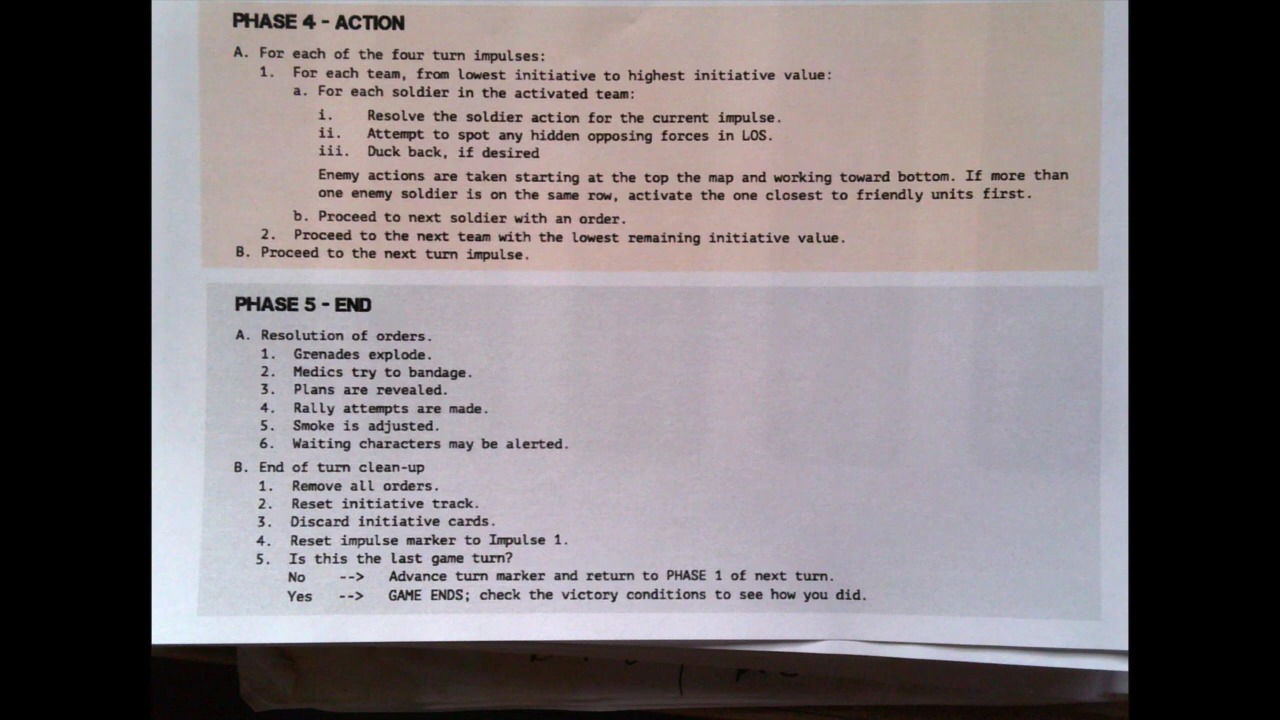 PHASE 4 - ACTION
A. For each of the four turn impulses:
1. For each team, from lowest initiative to highest initiative value:
a. For each soldier in the activated team:
i. Resolve the soldier action for the current impulse.
ii. Attempt to spot any hidden opposing forces in LOS.
iii. Duck back, if desired
Enemy actions are taken starting at the top the map and working toward bottom. If more than
one enemy soldier is on the same row, activate the one closest to friendly units first.
b. Proceed to next soldier with an order.
2. Proceed to the next team with the lowest remaining initiative value.
B. Proceed to the next turn impulse.
PHASE 5 - END
A. Resolution of orders.
1. Grenades explode.
2. Medics try to bandage.
3. Plans are revealed.
4. Rally attempts are made.
5. Smoke is adjusted.
6. Waiting characters may be alerted.
B. End of turn clean-up
1. Remove all orders.
2. Reset initiative track.
3. Discard initiative cards.
4. Reset impulse marker to Impulse 1.
5. Is this the last game turn?
No --> Advance turn marker and return to PHASE 1 of next turn.
Yes --> GAME ENDS; check the victory conditions to see how you did.